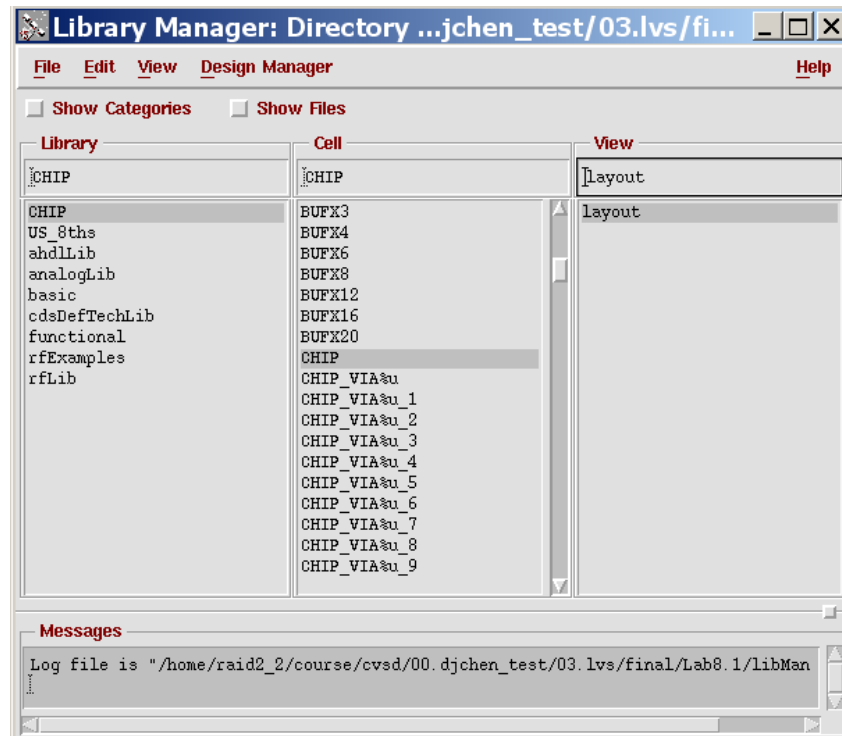 Library Manager: Directory ...jchen_test/03.lvs/fi...
File Edit View Design Manager Help
Show Categories Show Files
Library
CHIP
CHIP
US_8ths
ahdlLib
analogLib
basic
cdsDefTechLib
functional
rfExamples
rfLib
Cell
CHIP
BUFX3
BUFX4
BUFX6
BUFX8
BUFX12
BUFX16
BUFX20
CHIP
CHIP_VIA%u
CHIP_VIA%u_1
CHIP_VIA%u_2
CHIP_VIA%u_3
CHIP_VIA%u_4
CHIP_VIA%u_5
CHIP_VIA%u_6
CHIP_VIA%u_7
CHIP_VIA%u_8
CHIP_VIA%u_9
View
layout
layout
Messages
Log file is "/home/raid2_2/course/cvsd/00.djchen_test/03.lvs/final/Lab8.1/libMan